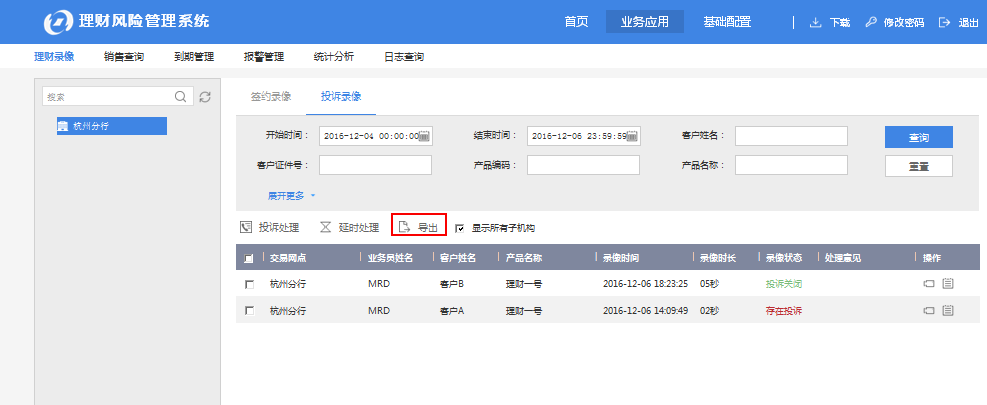 理财风险管理系统 首页 业务应用 基础配置 下载 修改密码 退出
理财录像 销售查询 到期管理 报警管理 统计分析 日志查询
搜索
杭州分行
签约录像 投诉录像
开始时间： 2016-12-04 00:00:00 结束时间： 2016-12-06 23:59:59 客户姓名： 查询
客户证件号： 产品编码： 产品名称： 重置
展开更多
投诉处理 延时处理 导出 显示所有子机构
交易网点 业务员姓名 客户姓名 产品名称 录像时间 录像时长 录像状态 处理意见 操作
杭州分行 MRD 客户B 理财一号 2016-12-06 18:23:25 05秒 投诉关闭
杭州分行 MRD 客户A 理财一号 2016-12-06 14:09:49 02秒 存在投诉